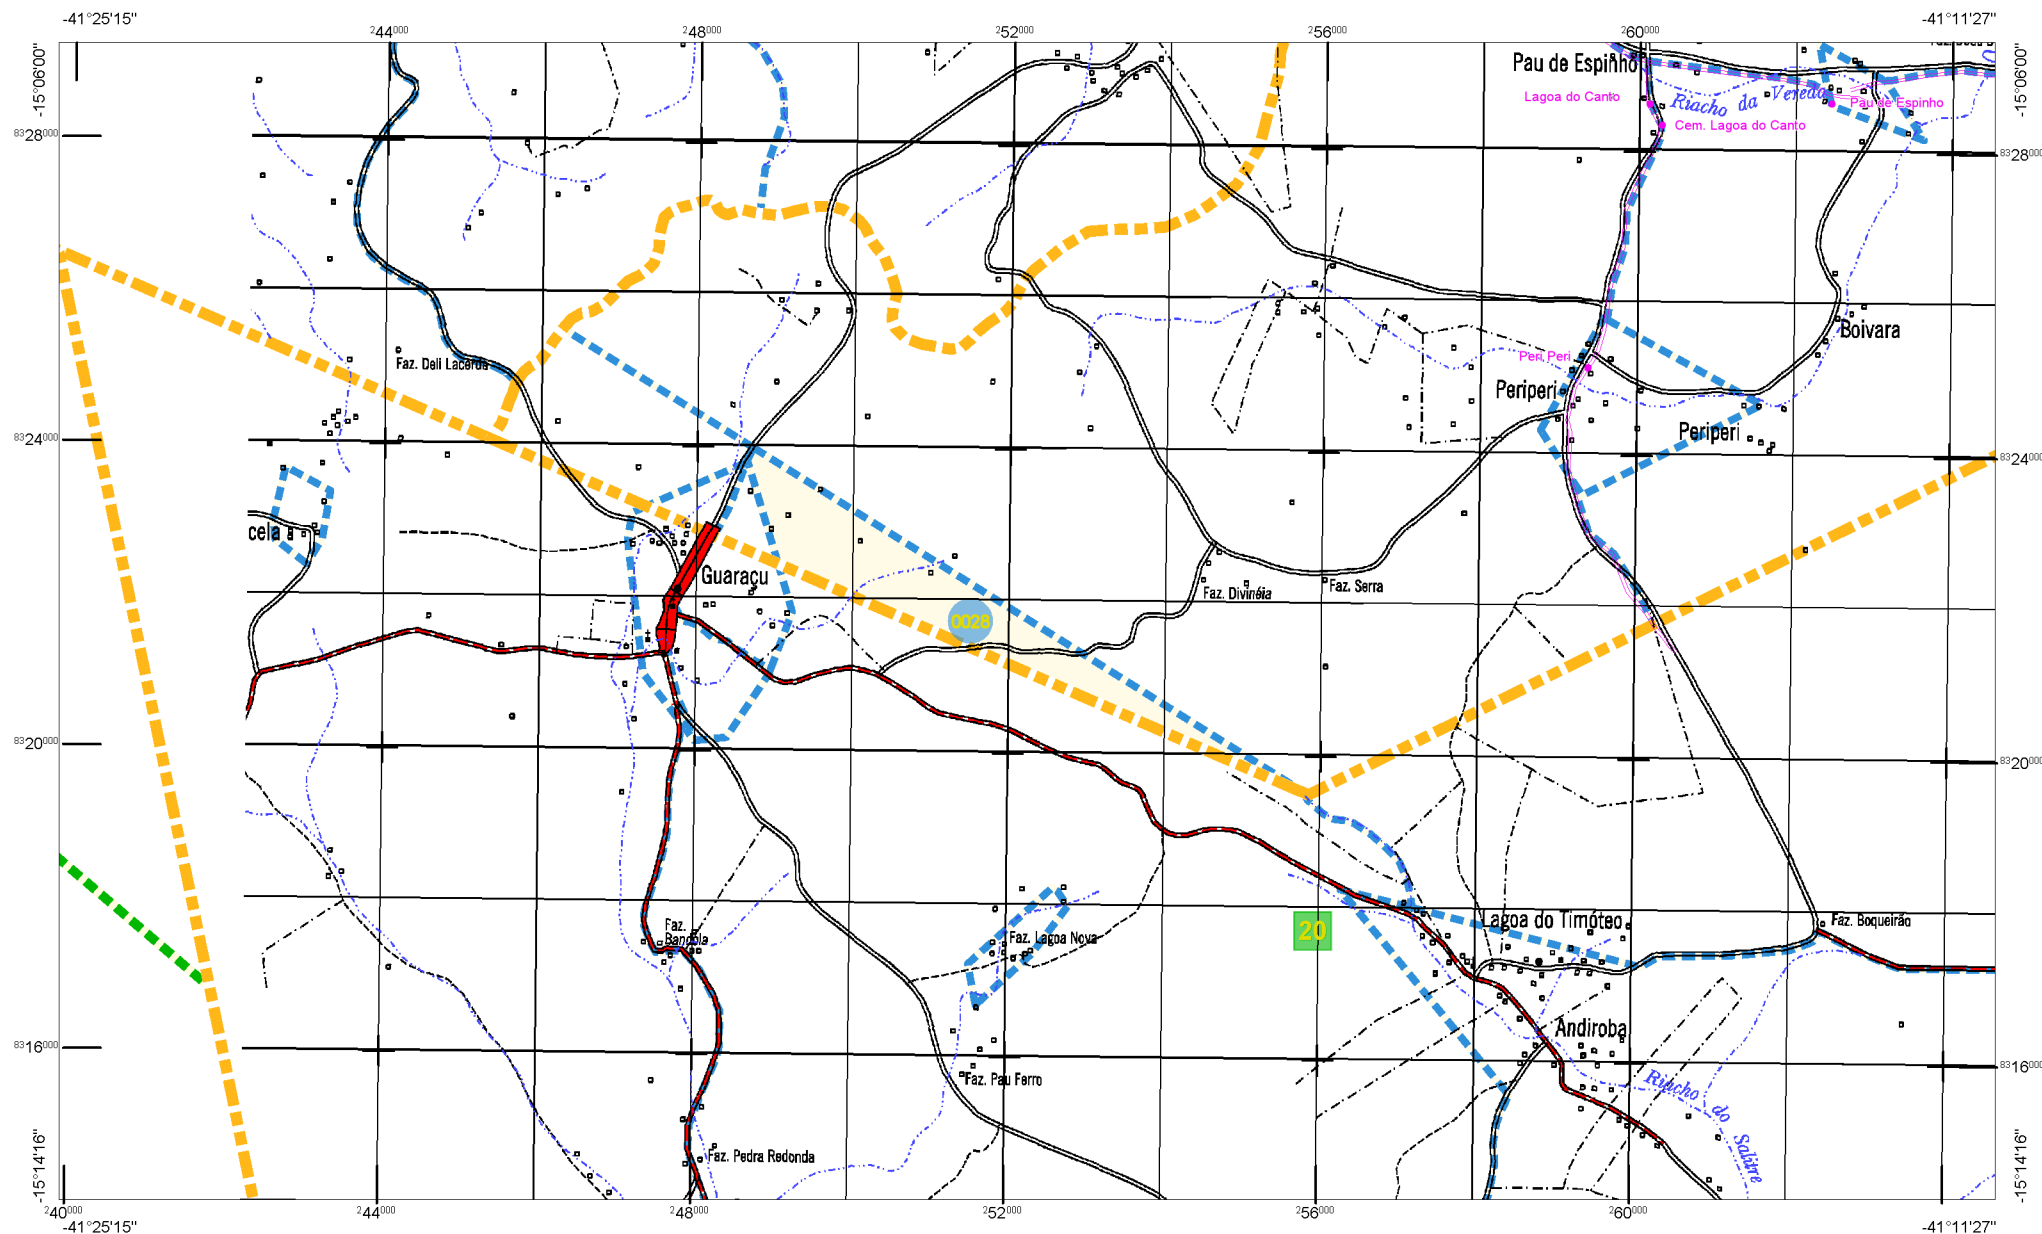 -41°25'15"
-41°11'27"
244000
248000
252000
256000
260000
-15°06'00"
-15°06'00"
Pau de Espinho
Lagoa do Canto
Riacho da Vereda
Pau de Espinho
Cem. Lagoa do Canto
8328000
8328000
Boivara
Faz. Deli Lacerda
Peri Peri
Periperi
Periperi
8324000
8324000
cela
Guaraçu
Faz. Divinéia
Faz. Serra
0028
8320000
8320000
Lagoa do Timóteo
Faz. Boqueirão
20
Faz. Bandola
Faz. Lagoa Nova
Andiroba
8316000
8316000
Faz. Pau Ferro
Riacho do Salitre
Faz. Pedra Redonda
-15°14'16"
-15°14'16"
240000
244000
248000
252000
256000
260000
-41°25'15"
-41°11'27"